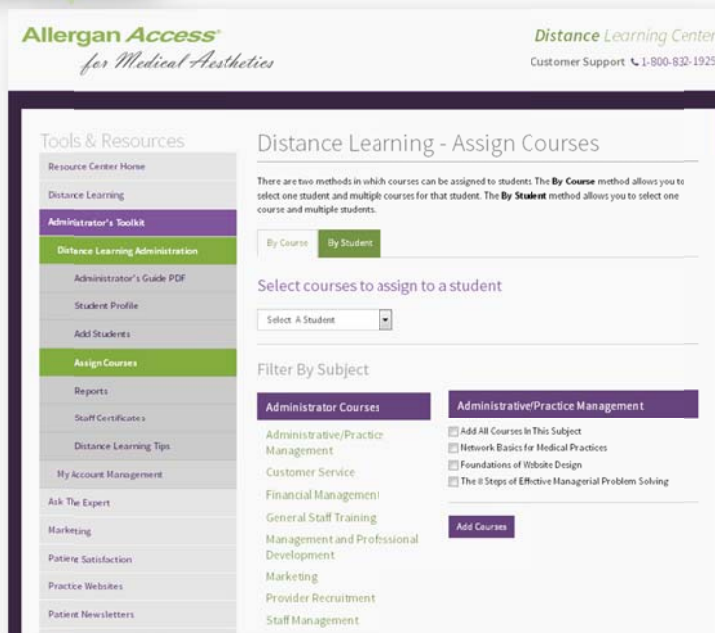 Allergan Access®
for Medical Aesthetics
Distance Learning Center
Customer Support 1-800-832-1925
Tools & Resources
Resource Center Home
Distance Learning
Administrator's Toolkit
Distance Learning Administration
Administrator's Guide PDF
Student Profile
Add Students
Assign Courses
Reports
Staff Certificates
Distance Learning Tips
My Account Management
Ask The Expert
Marketing
Patient Satisfaction
Practice Websites
Patient Newsletters
Distance Learning - Assign Courses
There are two methods in which courses can be assigned to students The By Course method allows you to
select one student and multiple courses for that student. The By Student method allows you to select one
course and multiple students.
By Course
By Student
Select courses to assign to a student
Select A Student
Filter By Subject
Administrator Courses
Administrative/Practice
Management
Customer Service
Financial Management
General Staff Training
Management and Professional
Development
Marketing
Provider Recruitment
Staff Management
Administrative/Practice Management
Add All Courses In This Subject
Network Basics for Medical Practices
Foundations of Website Design
The 8 Steps of Effective Managerial Problem Solving
Add Courses